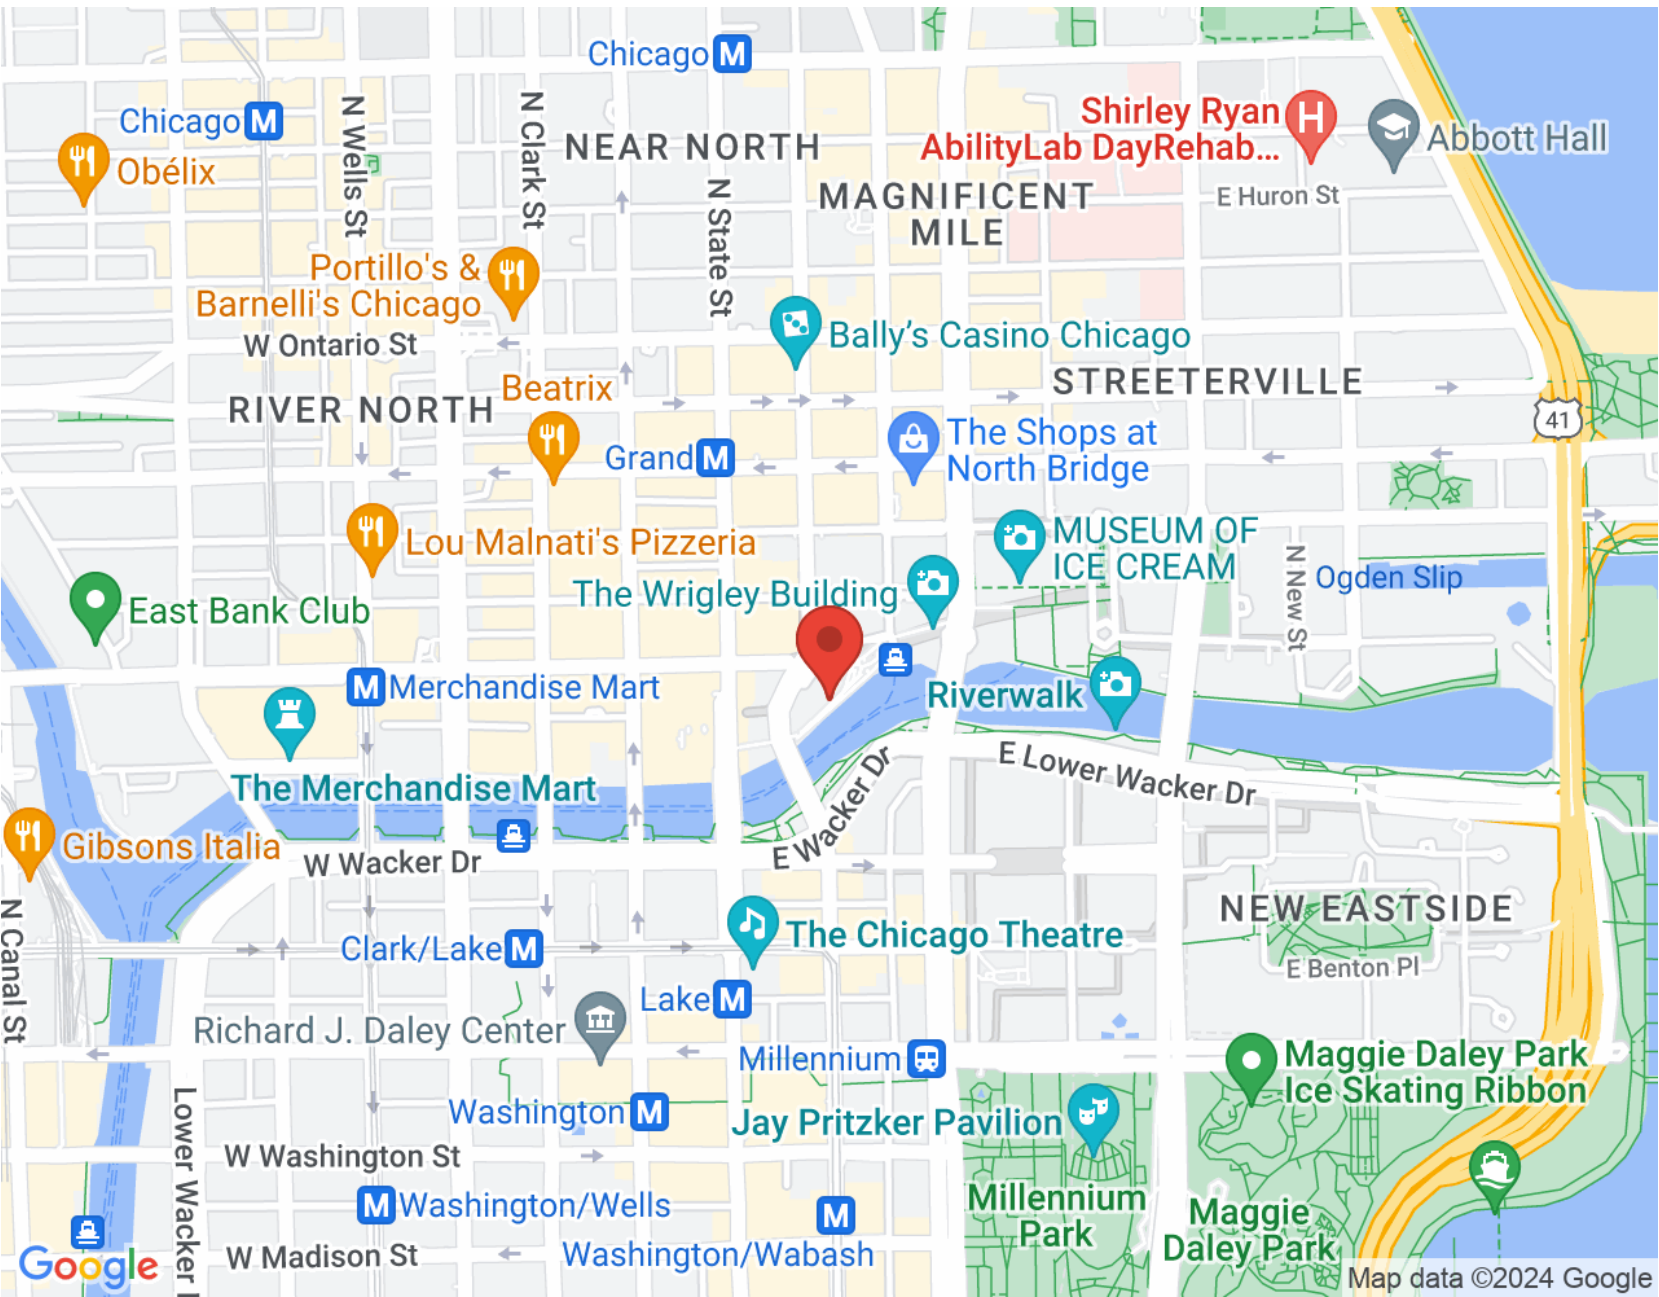 Chicago
Chicago
Obélix
N Wells St
N Clark St
NEAR NORTH
N State St
MAGNIFICENT
MILE
Shirley Ryan
AbilityLab DayRehab...
Abbott Hall
E Huron St
Portillo's &
Barnelli's Chicago
W Ontario St
Bally's Casino Chicago
Beatrix
STREETERVILLE
RIVER NORTH
41
Grand
The Shops at
North Bridge
Lou Malnati's Pizzeria
MUSEUM OF
ICE CREAM
N New St
Ogden Slip
The Wrigley Building
East Bank Club
Merchandise Mart
Riverwalk
The Merchandise Mart
E Lower Wacker Dr
E Wacker Dr
Gibsons Italia
W Wacker Dr
N Canal St
NEW EASTSIDE
The Chicago Theatre
Clark/Lake
E Benton Pl
Lake
Richard J. Daley Center
Millennium
Maggie Daley Park
Ice Skating Ribbon
Washington
Jay Pritzker Pavilion
Lower Wacker
W Washington St
Washington/Wells
Millennium
Park
Maggie
Daley Park
Washington/Wabash
W Madison St
Google
Map data ©2024 Google